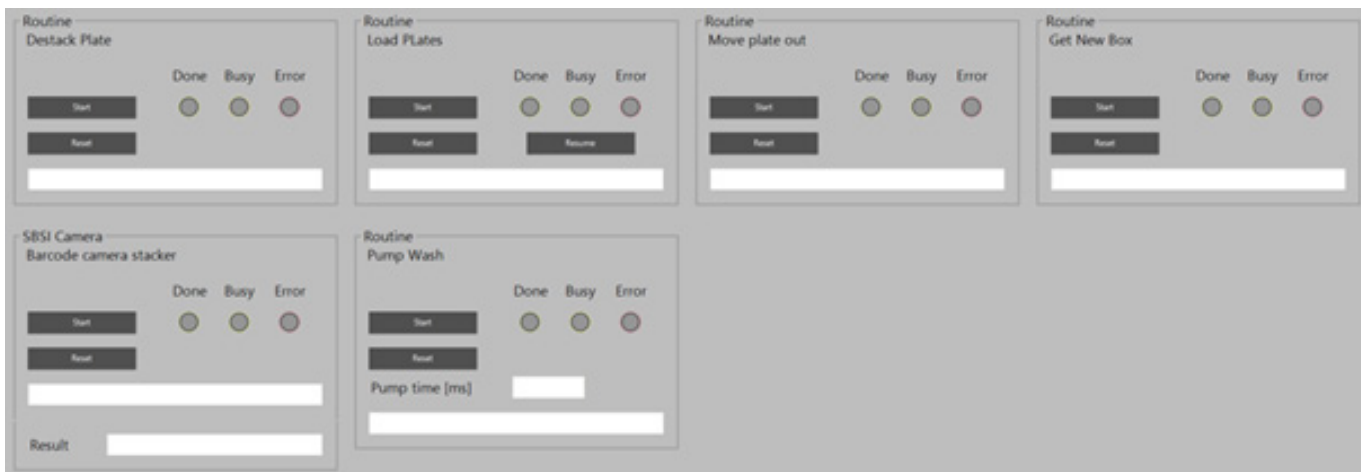 Routine
Destack Plate
Done Busy Error
Start
Reset
Routine
Load PLates
Done Busy Error
Start
Reset Resume
Routine
Move plate out
Done Busy Error
Start
Reset
Routine
Get New Box
Done Busy Error
Start
Reset
SBSI Camera
Barcode camera stacker
Done Busy Error
Start
Reset
Result
Routine
Pump Wash
Done Busy Error
Start
Reset
Pump time [ms]